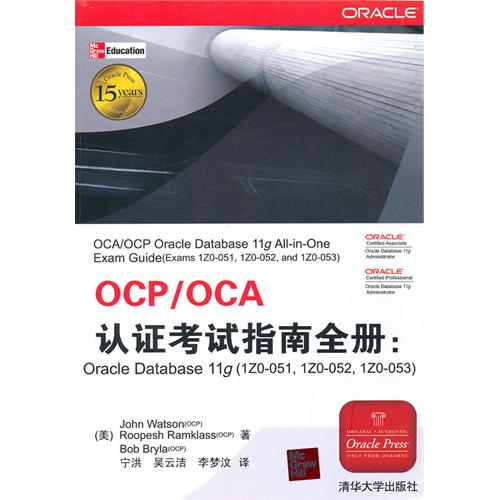 ORACLE
Mc
Graw
Hill
Education
Oracle Press
15 years
OCA/OCP Oracle Database 11g All-in-One
Exam Guide(Exams 1Z0-051, 1Z0-052, and 1Z0-053)
ORACLE
Certified Associate
Oracle Database 11g
Administrator
ORACLE
Certified Professional
Oracle Database 11g
Administrator
OCP/OCA
认证考试指南全册：
Oracle Database 11g (1Z0-051, 1Z0-052, 1Z0-053)
John Watson(OCP)
(美) Roopesh Ramklass(OCP) 著
Bob Bryla(OCP)
宁洪 吴云洁 李梦汶 译
Mc
Graw
Hill
ORIGINAL • AUTHENTIC
Oracle Press
ONLY FROM OSBORNE
清华大学出版社